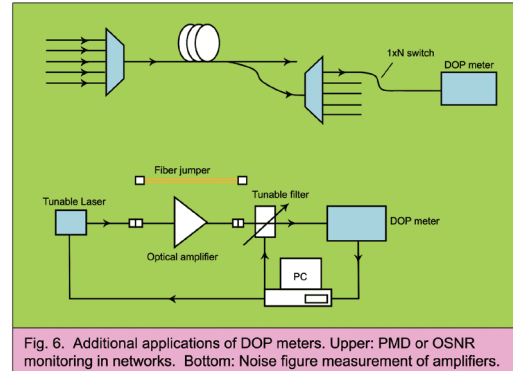 1xN switch
DOP meter
Fiber jumper
Tunable Laser
Tunable filter
DOP meter
Optical amplifier
PC
Fig. 6. Additional applications of DOP meters. Upper: PMD or OSNR
monitoring in networks. Bottom: Noise figure measurement of amplifiers.